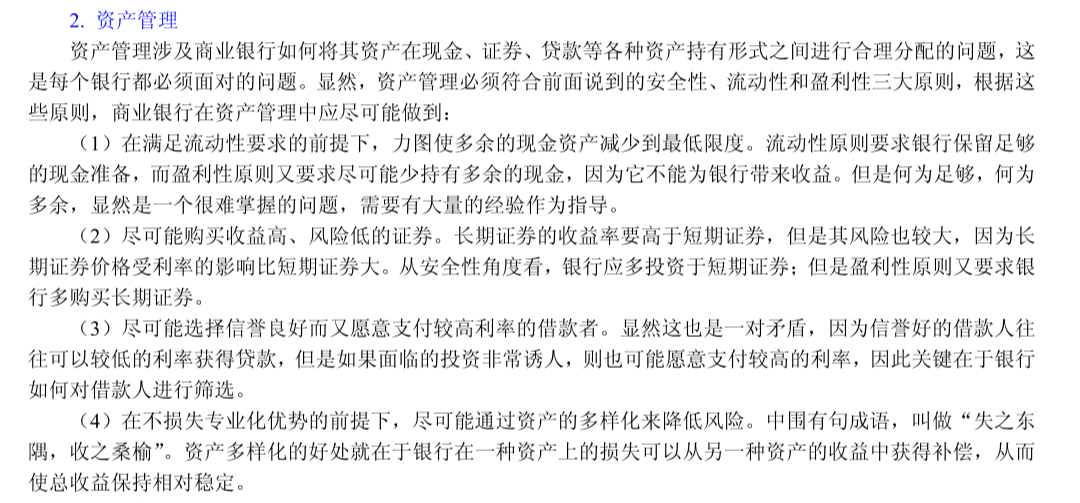 2. 资产管理
资产管理涉及商业银行如何将其资产在现金、证券、贷款等各种资产持有形式之间进行合理分配的问题，这
是每个银行都必须面对的问题。显然，资产管理必须符合前面说到的安全性、流动性和盈利性三大原则，根据这
些原则，商业银行在资产管理中应尽可能做到：
（1）在满足流动性要求的前提下，力图使多余的现金资产减少到最低限度。流动性原则要求银行保留足够
的现金准备，而盈利性原则又要求尽可能少持有多余的现金，因为它不能为银行带来收益。但是何为足够，何为
多余，显然是一个很难掌握的问题，需要有大量的经验作为指导。
（2）尽可能购买收益高、风险低的证券。长期证券的收益率要高于短期证券，但是其风险也较大，因为长
期证券价格受利率的影响比短期证券大。从安全性角度看，银行应多投资于短期证券；但是盈利性原则又要求银
行多购买长期证券。
（3）尽可能选择信誉良好而又愿意支付较高利率的借款者。显然这也是一对矛盾，因为信誉好的借款人往
往可以较低的利率获得贷款，但是如果面临的投资非常诱人，则也可能愿意支付较高的利率，因此关键在于银行
如何对借款人进行筛选。
（4）在不损失专业化优势的前提下，尽可能通过资产的多样化来降低风险。中围有句成语，叫做“失之东
隅，收之桑榆”。资产多样化的好处就在于银行在一种资产上的损失可以从另一种资产的收益中获得补偿，从而
使总收益保持相对稳定。